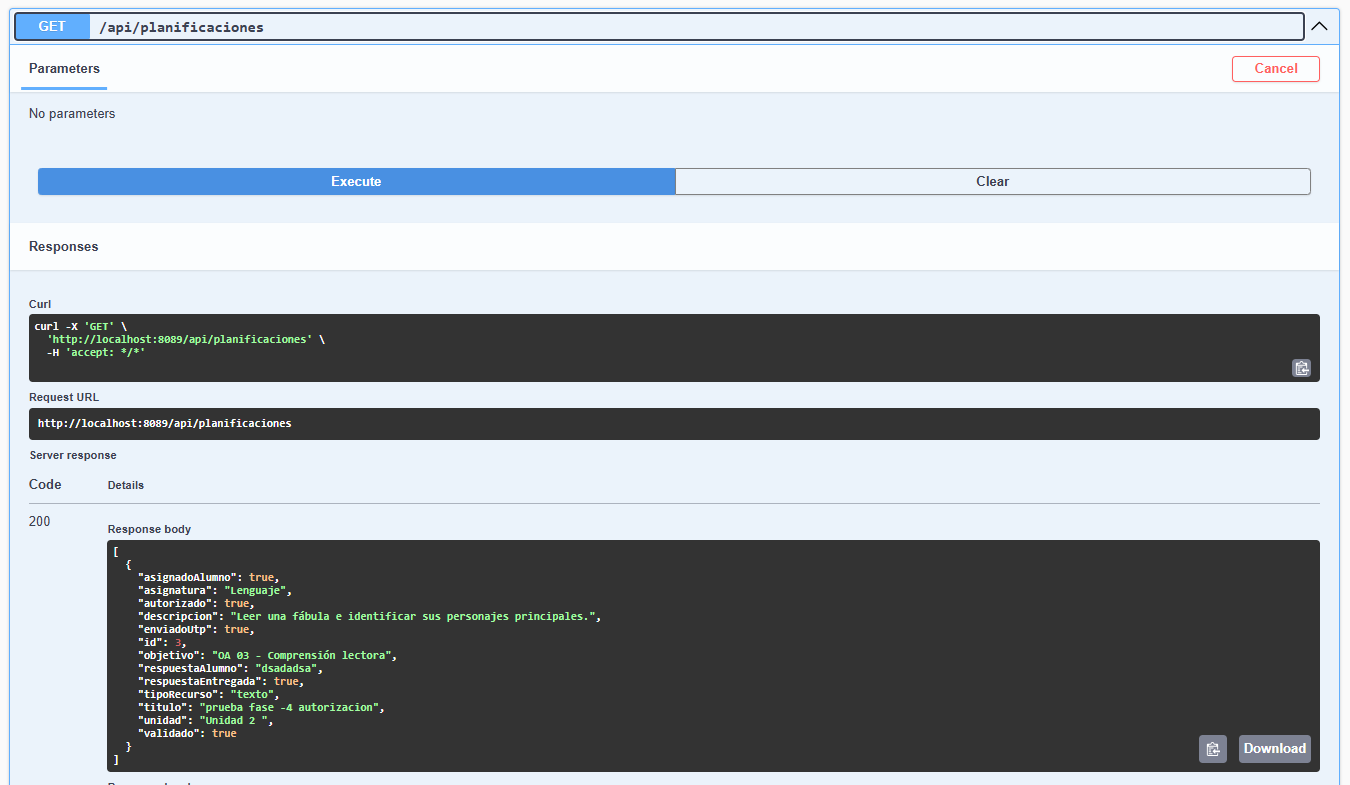 GET /api/planificaciones
Parameters
Cancel
No parameters
Execute
Clear
Responses
Curl
curl -X 'GET' \
  'http://localhost:8089/api/planificaciones' \
  -H 'accept: */*'
Request URL
http://localhost:8089/api/planificaciones
Server response
Code
Details
200
Response body
[
  {
    "asignadoAlumno": true,
    "asignatura": "Lenguaje",
    "autorizado": true,
    "descripcion": "Leer una fábula e identificar sus personajes principales.",
    "enviadoUtp": true,
    "id": 3,
    "objetivo": "OA 03 - Comprensión lectora",
    "respuestaAlumno": "dsadadsa",
    "respuestaEntregada": true,
    "tipoRecurso": "texto",
    "titulo": "prueba fase -4 autorizacion",
    "unidad": "Unidad 2 ",
    "validado": true
  }
]
Download